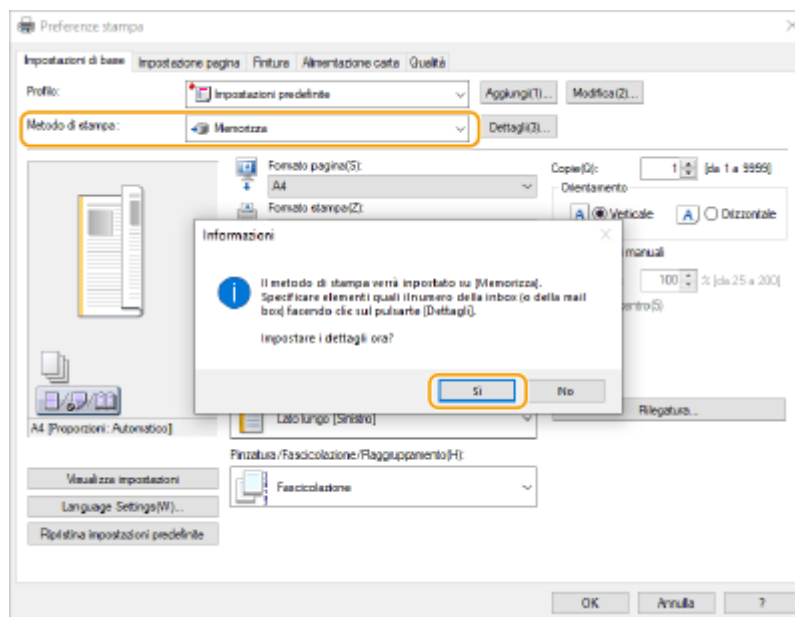 Preferenze stampa
Impostazioni di base Impostazione pagina Finitura Alimentazione carta Qualità
Profilo: Impostazioni predefinite Aggiungi(1)... Modifica(2)...
Metodo di stampa: Memorizza Dettagli(3)...
Formato pagina(S): Copie(Q): 1 [da 1 a 9999]
A4 Orientamento
Formato stampa(Z): A Verticale A Orizzontale
Informazioni
manuali
Il metodo di stampa verrà impostato su [Memorizza].
100 % [da 25 a 200]
Specificare elementi quali il numero della inbox (o della mail
box) facendo clic sul pulsante [Dettagli].
Impostare i dettagli ora?
Sì No
Lato lungo [Sinistro] Rilegatura...
A4 [Proporzioni: Automatico]
Pinzatura/Fascicolazione/Raggruppamento(H):
Visualizza impostazioni
Fascicolazione
Language Settings(W)...
Ripristina impostazioni predefinite
OK Annulla ?